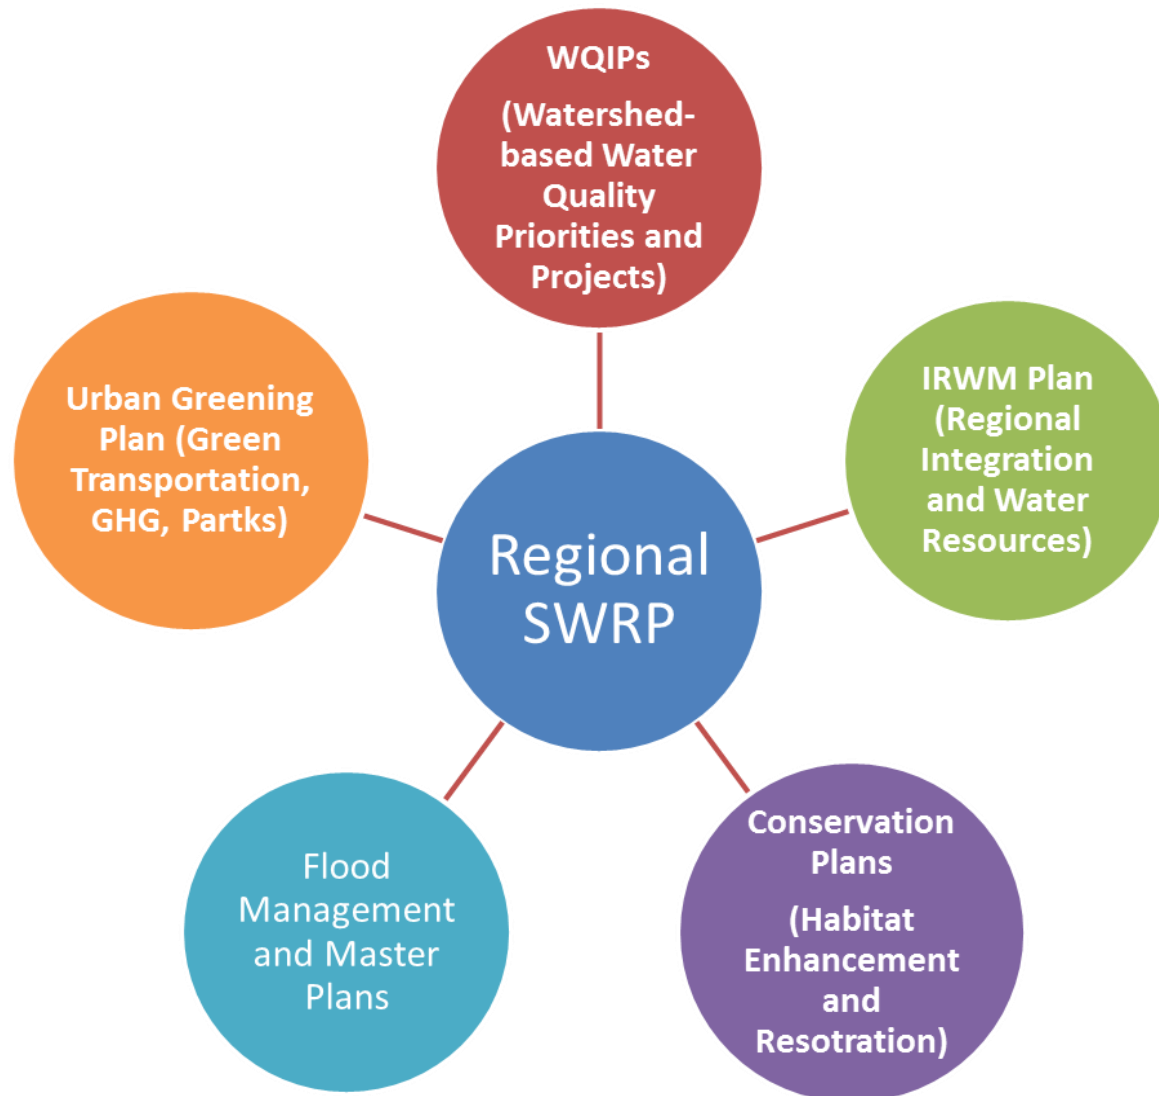 WQIPs
(Watershed-
based Water
Quality
Priorities and
Projects)
Urban Greening
Plan (Green
Transportation,
GHG, Partks)
IRWM Plan
(Regional
Integration
and Water
Resources)
Regional
SWRP
Flood
Management
and Master
Plans
Conservation
Plans
(Habitat
Enhancement
and
Resotration)